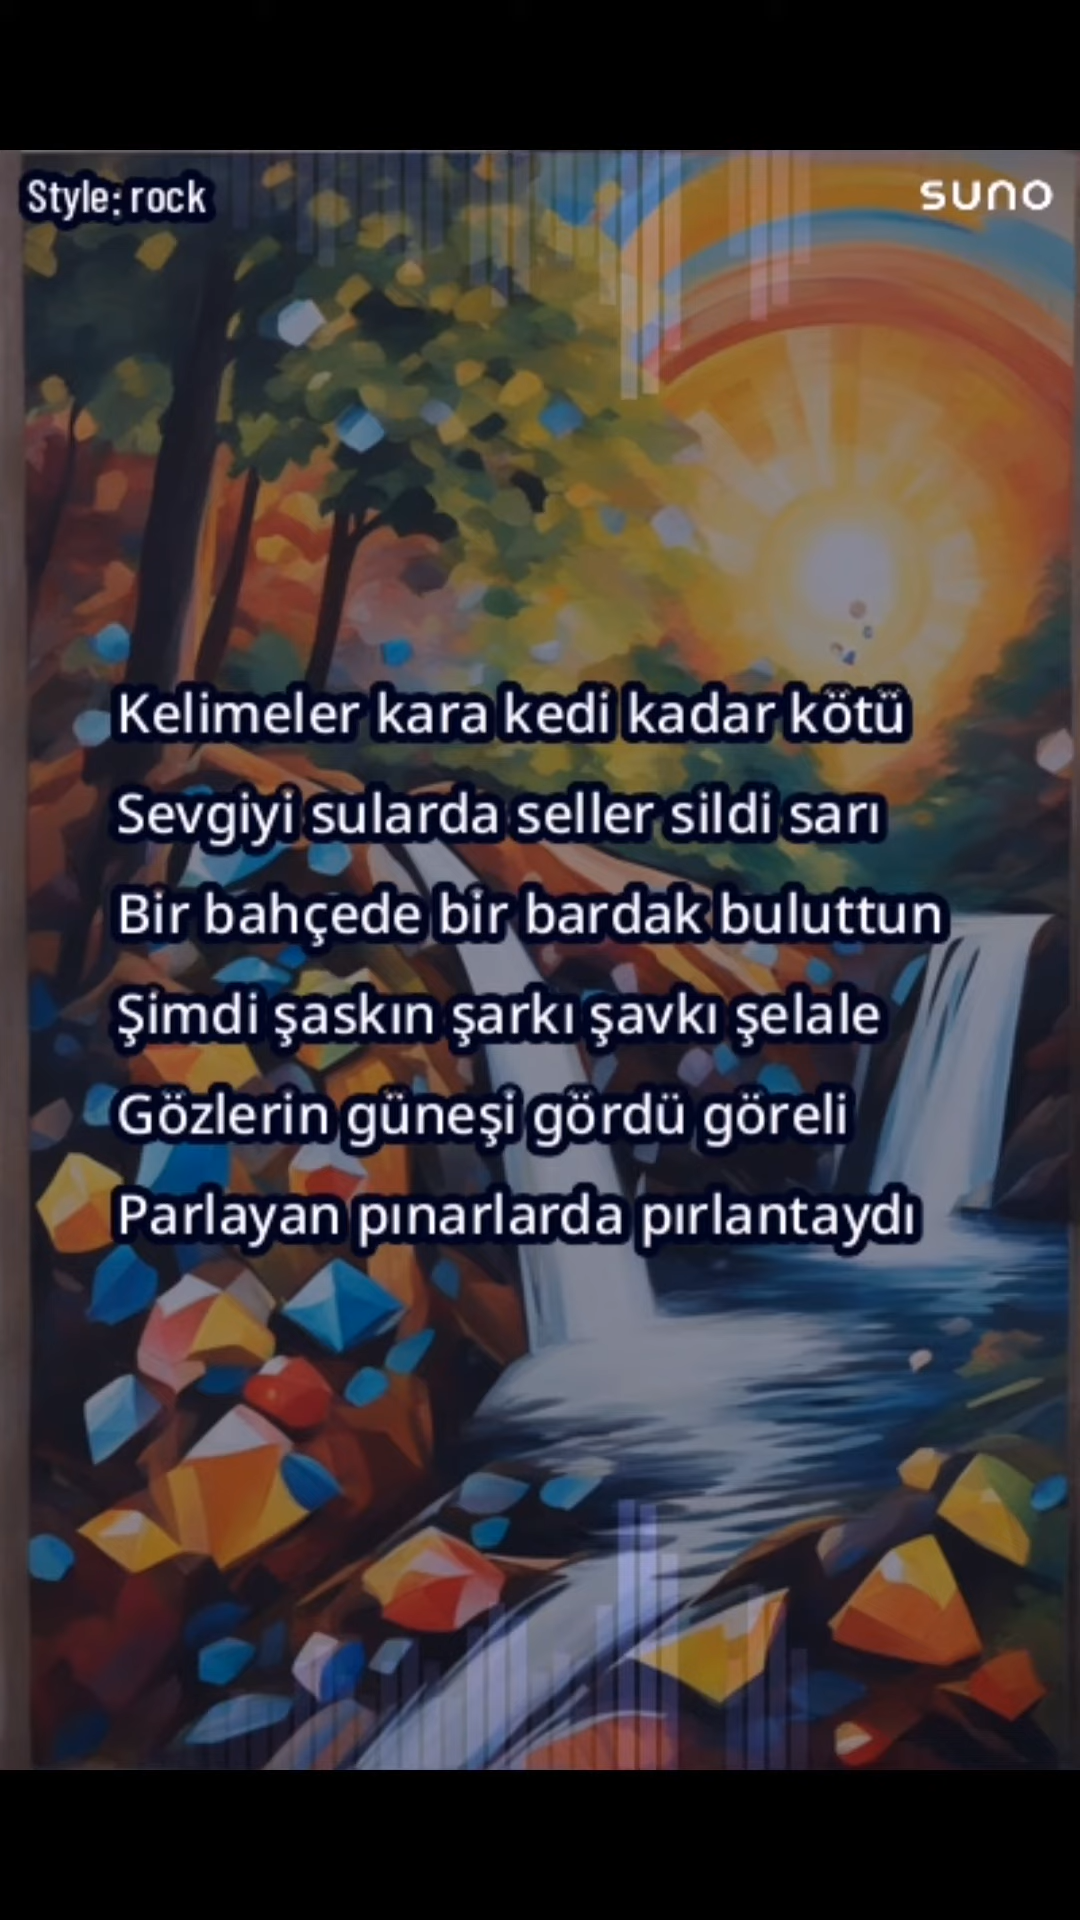 Style: rock
suno
Kelimeler kara kedi kadar kötü
Sevgiyi sularda seller sildi sarı
Bir bahçede bir bardak buluttun
Şimdi şaskın şarkı şavkı şelale
Gözlerin güneşi gördü göreli
Parlayan pınarlarda pırlantaydı